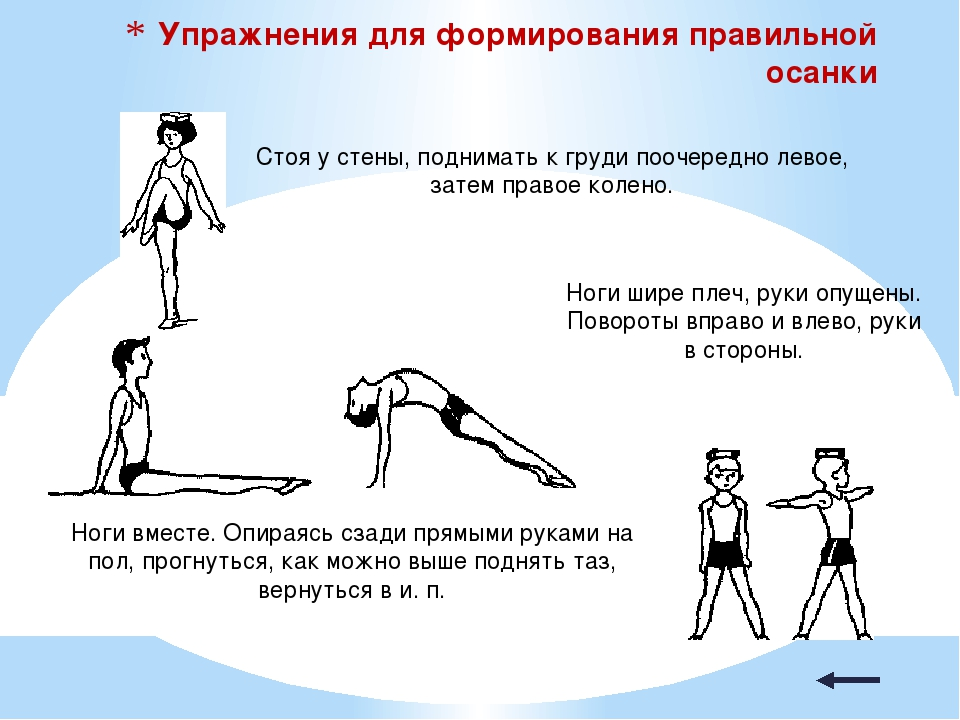 * Упражнения для формирования правильной
осанки
Стоя у стены, поднимать к груди поочередно левое,
затем правое колено.
Ноги шире плеч, руки опущены.
Повороты вправо и влево, руки
в стороны.
Ноги вместе. Опираясь сзади прямыми руками на
пол, прогнуться, как можно выше поднять таз,
вернуться в и. п.